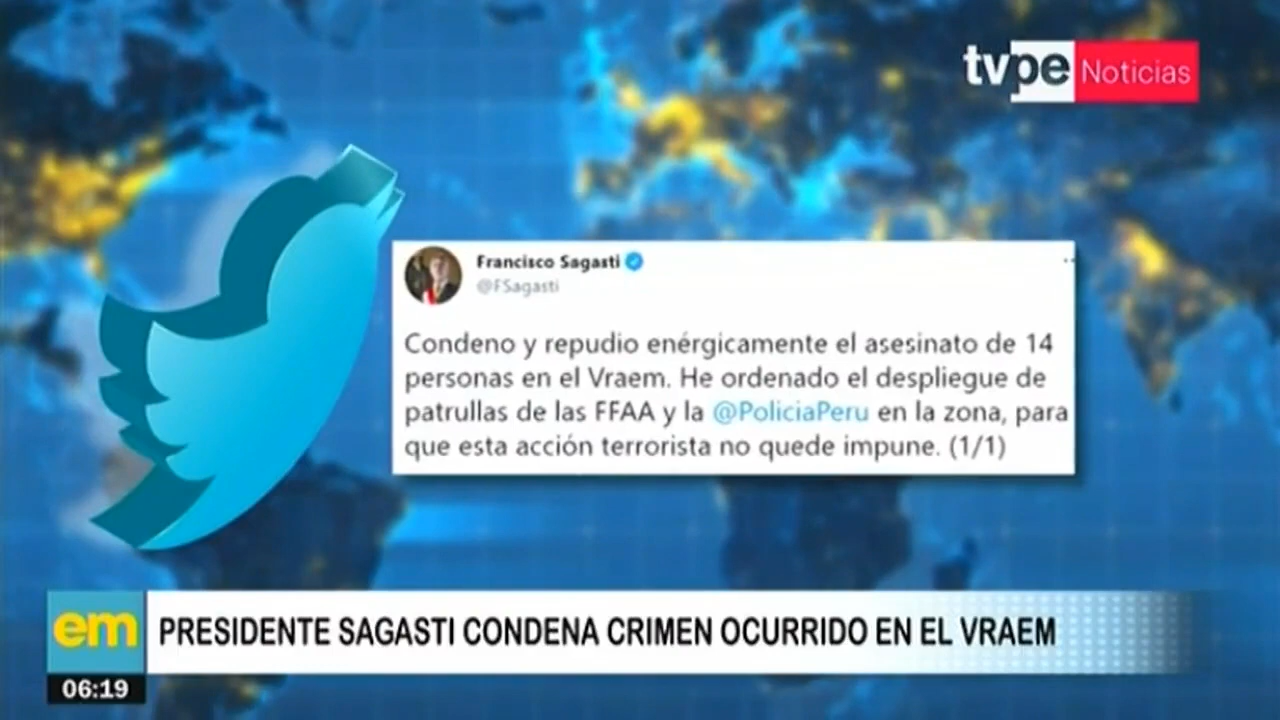 tvpe Noticias
Francisco Sagasti
@FSagasti
Condeno y repudio enérgicamente el asesinato de 14
personas en el Vraem. He ordenado el despliegue de
patrullas de las FFAA y la @PoliciaPeru en la zona, para
que esta acción terrorista no quede impune. (1/1)
em
PRESIDENTE SAGASTI CONDENA CRIMEN OCURRIDO EN EL VRAEM
06:19